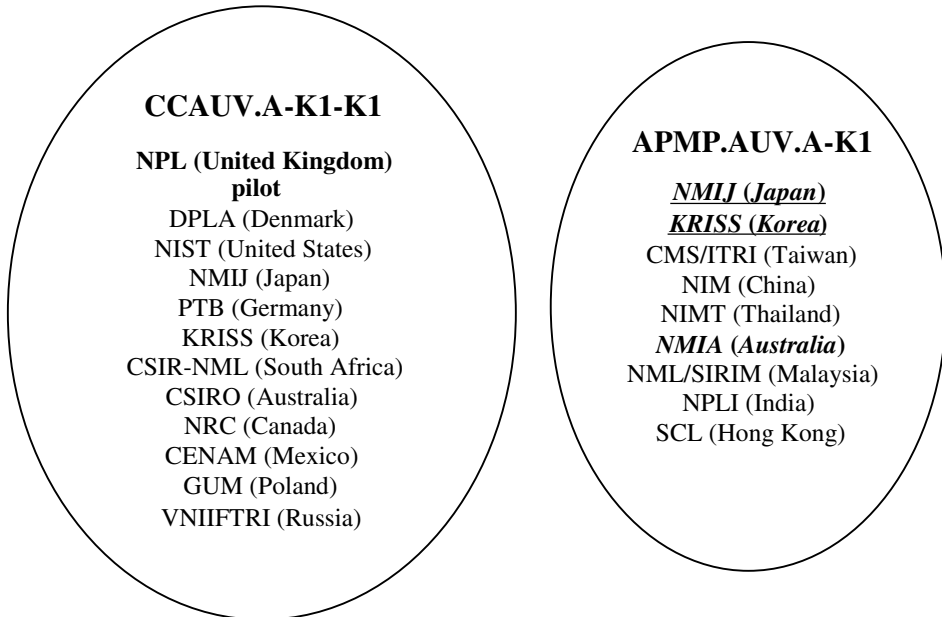 CCAUV.A-K1-K1
NPL (United Kingdom)
pilot
DPLA (Denmark)
NIST (United States)
NMIJ (Japan)
PTB (Germany)
KRISS (Korea)
CSIR-NML (South Africa)
CSIRO (Australia)
NRC (Canada)
CENAM (Mexico)
GUM (Poland)
VNIIFTRI (Russia)
APMP.AUV.A-K1
NMIJ (Japan)
KRISS (Korea)
CMS/ITRI (Taiwan)
NIM (China)
NIMT (Thailand)
NMIA (Australia)
NML/SIRIM (Malaysia)
NPLI (India)
SCL (Hong Kong)